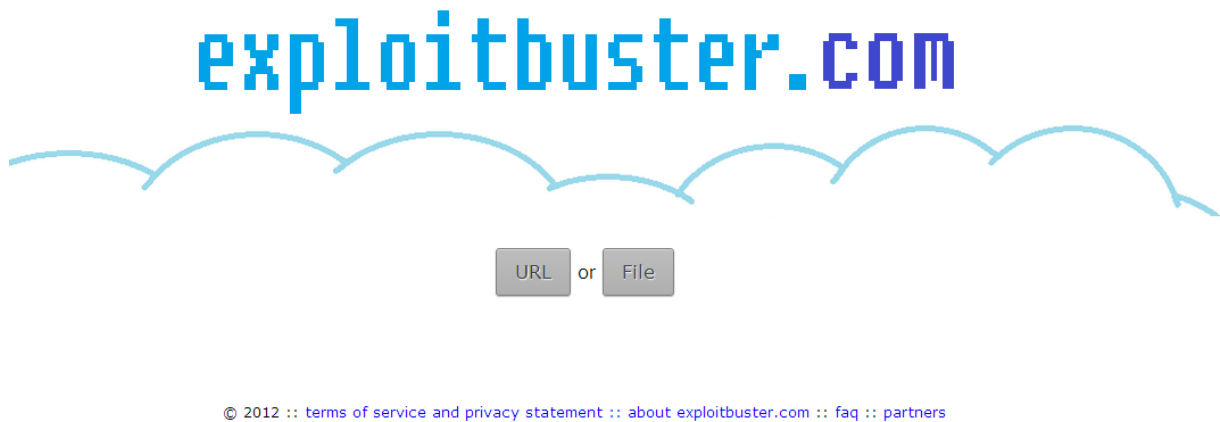 exploitbuster.com
URL or File
© 2012 :: terms of service and privacy statement :: about exploitbuster.com :: faq :: partners